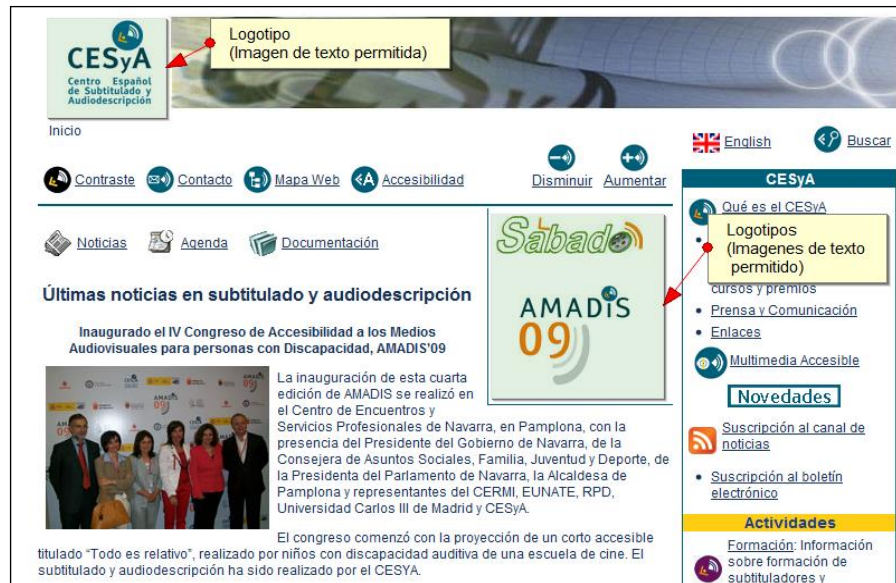 CESyA
Centro Español
de Subtitulado y
Audiodescripción
Logotipo
(Imagen de texto permitida)
Inicio
English
Buscar
Contraste
Contacto
Mapa Web
Accesibilidad
Disminuir
Aumentar
Noticias
Agenda
Documentación
Sábado
AMADIS
09
Últimas noticias en subtitulado y audiodescripción
Inaugurado el IV Congreso de Accesibilidad a los Medios
Audiovisuales para personas con Discapacidad, AMADIS'09
La inauguración de esta cuarta
edición de AMADIS se realizó en
el Centro de Encuentros y
Servicios Profesionales de Navarra, en Pamplona, con la
presencia del Presidente del Gobierno de Navarra, de la
Consejera de Asuntos Sociales, Familia, Juventud y Deporte, de
la Presidenta del Parlamento de Navarra, la Alcaldesa de
Pamplona y representantes del CERMI, EUNATE, RPD,
Universidad Carlos III de Madrid y CESyA.
El congreso comenzó con la proyección de un corto accesible
titulado "Todo es relativo", realizado por niños con discapacidad auditiva de una escuela de cine. El
subtitulado y audiodescripción ha sido realizado por el CESYA.
CESyA
Qué es el CESyA
Logotipos
(Imagenes de texto
permitido)
cursos y premios
Prensa y Comunicación
Enlaces
Multimedia Accesible
Novedades
Suscripción al canal de
noticias
Suscripción al boletín
electrónico
Actividades
Formación: Información
sobre formación de
subtituladores y